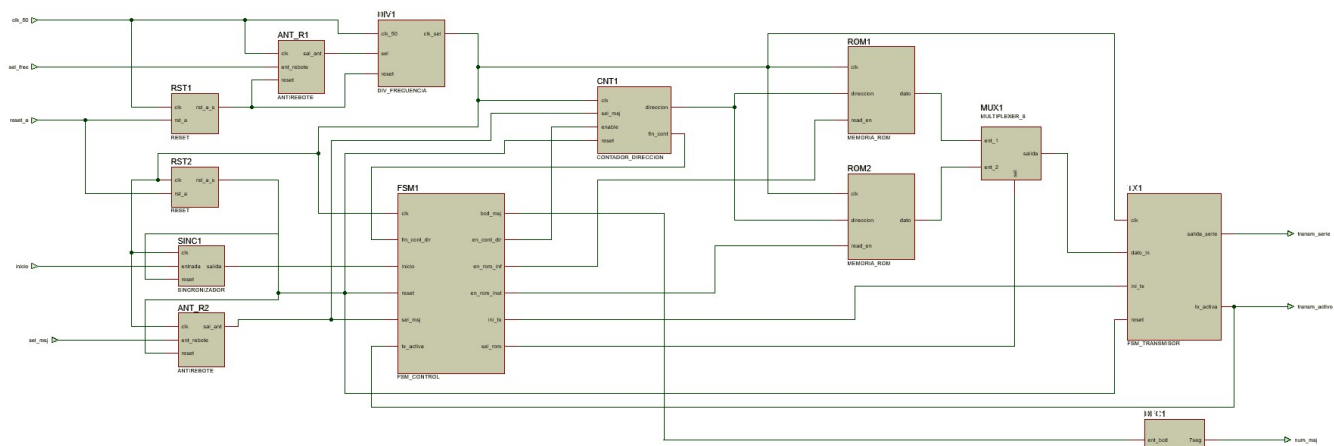 clk_50
sel_frec
reset_a
inicio
sel_msj
RST1
clk
rst_a_s
rst_a
RESET
RST2
clk
rst_a_s
rst_a
RESET
SINC1
clk
entrada
salida
reset
SINCRONIZADOR
ANT_R2
clk
sal_ant
ent_rebote
reset
ANTIREBOTE
ANT_R1
clk
sal_ant
ent_rebote
reset
ANTIREBOTE
DIV1
clk_50
clk_sal
sel
reset
DIV_FRECUENCIA
FSM1
clk
bcd_msj
fin_cont_dir
en_cont_dir
inicio
en_rom_inf
reset
en_rom_inst
sel_msj
ini_tx
tx_activa
sel_rom
FSM_CONTROL
CNT1
clk
direccion
sel_msj
enable
fin_cont
reset
CONTADOR_DIRECCION
ROM1
clk
direccion
dato
read_en
MEMORIA_ROM
ROM2
clk
direccion
dato
read_en
MEMORIA_ROM
MUX1
MULTIPLEXER_8
ent_1
salida
ent_2
sel
TX1
clk
salida_serie
dato_in
ini_tx
tx_activa
reset
FSM_TRANSMISOR
DEC1
ent_bcd
7seg
transm_serie
transm_activo
num_msj